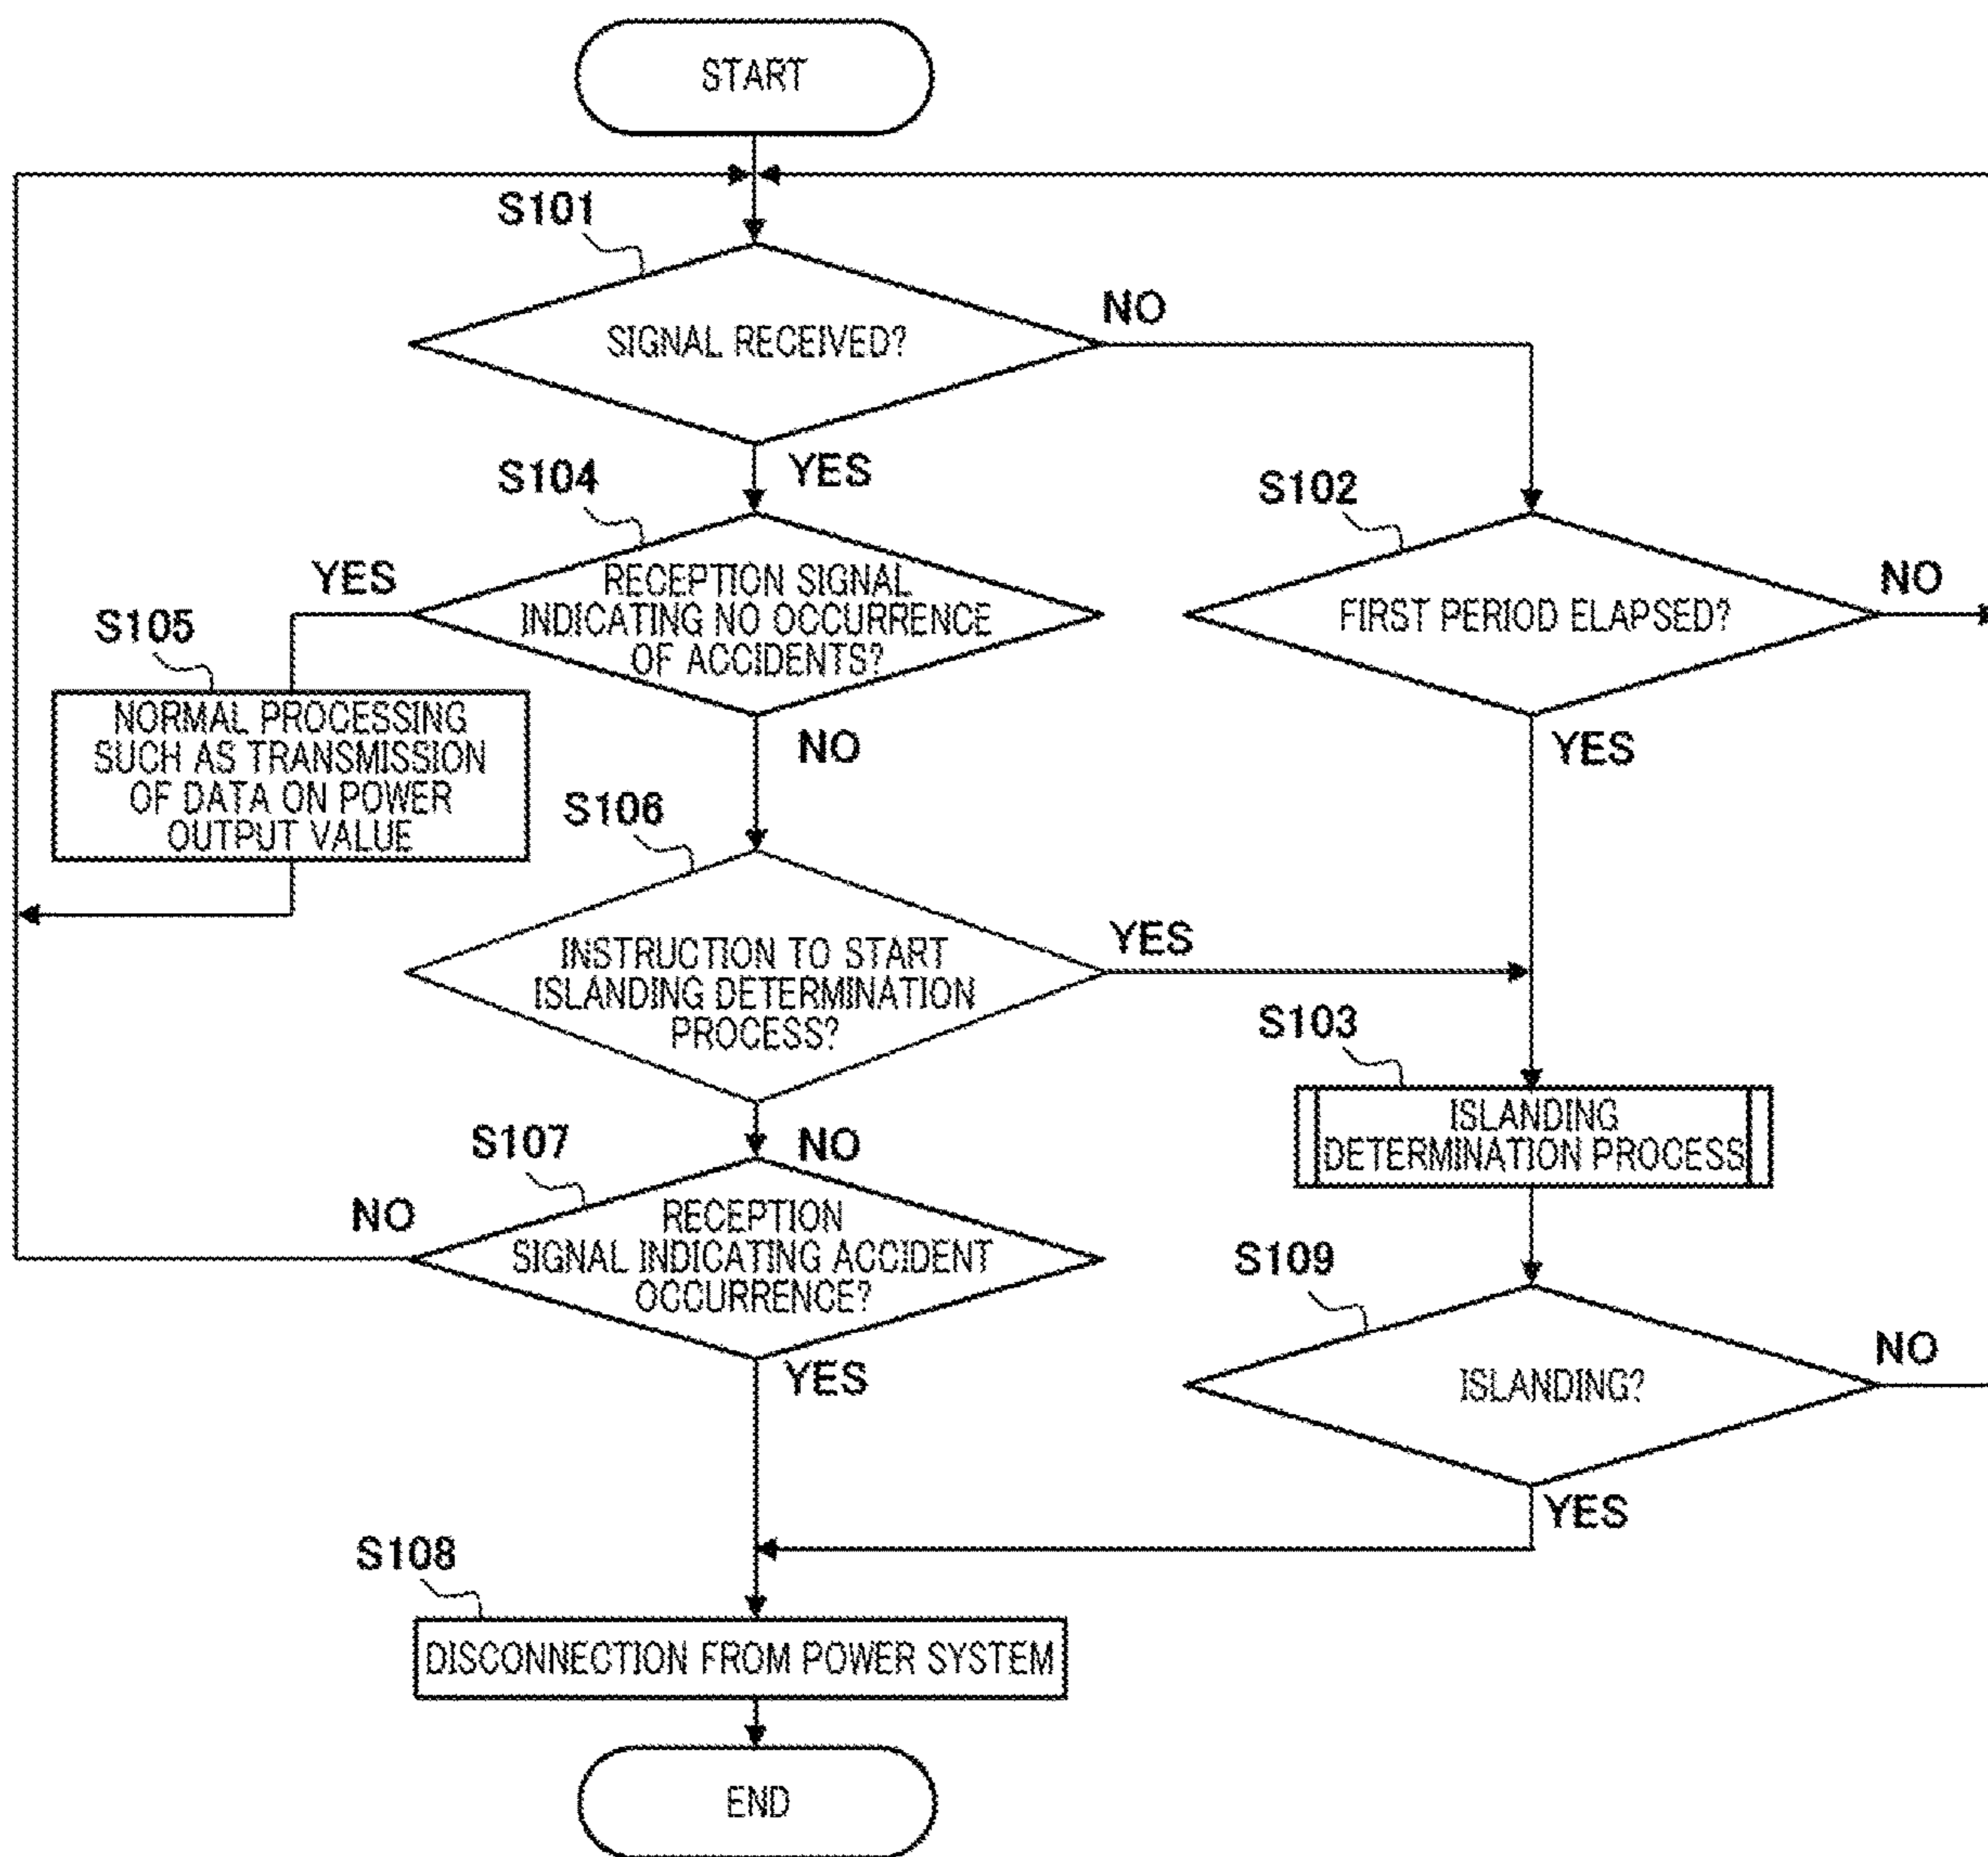 START
S101
SIGNAL RECEIVED?
NO
YES
S104
RECEPTION SIGNAL
INDICATING NO OCCURRENCE
OF ACCIDENTS?
YES
NO
S102
FIRST PERIOD ELAPSED?
NO
YES
S105
NORMAL PROCESSING
SUCH AS TRANSMISSION
OF DATA ON POWER
OUTPUT VALUE
S106
INSTRUCTION TO START
ISLANDING DETERMINATION
PROCESS?
YES
NO
S103
ISLANDING
DETERMINATION PROCESS
S107
RECEPTION
SIGNAL INDICATING ACCIDENT
OCCURRENCE?
NO
YES
S109
ISLANDING?
NO
YES
S108
DISCONNECTION FROM POWER SYSTEM
END